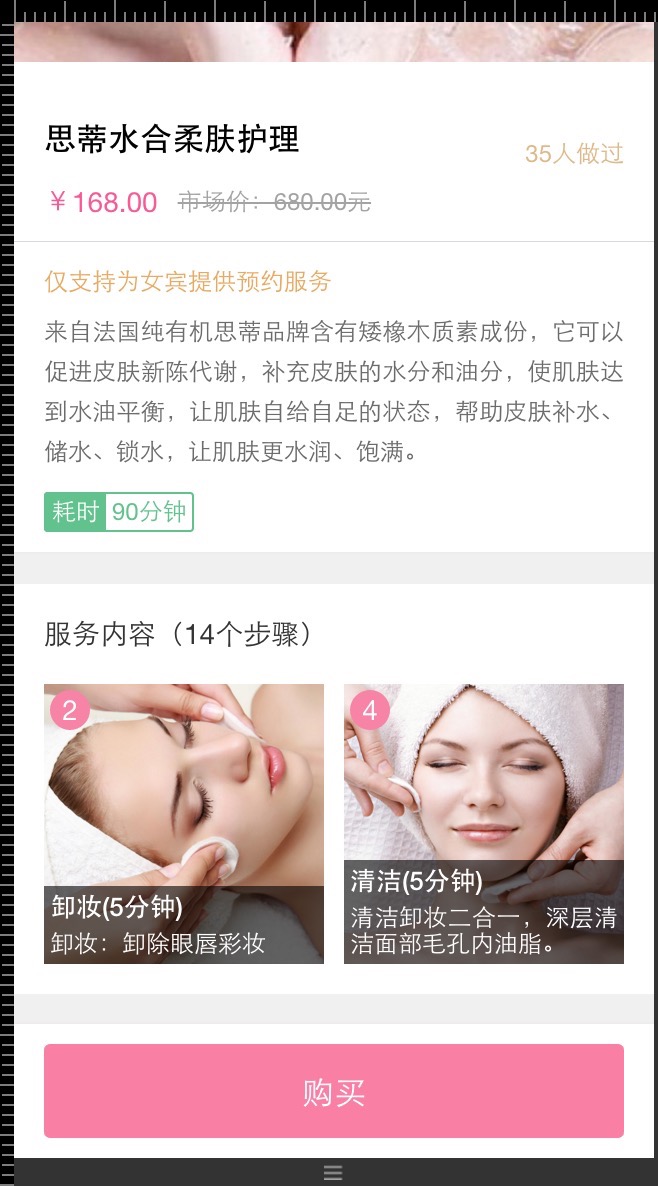 思蒂水合柔肤护理
35人做过
￥168.00 市场价：680.00元
仅支持为女宾提供预约服务
来自法国纯有机思蒂品牌含有矮橡木质素成份，它可以
促进皮肤新陈代谢，补充皮肤的水分和油分，使肌肤达
到水油平衡，让肌肤自给自足的状态，帮助皮肤补水、
储水、锁水，让肌肤更水润、饱满。
耗时 90分钟
服务内容（14个步骤）
2
卸妆(5分钟)
卸妆：卸除眼唇彩妆
4
清洁(5分钟)
清洁卸妆二合一，深层清
洁面部毛孔内油脂。
购买